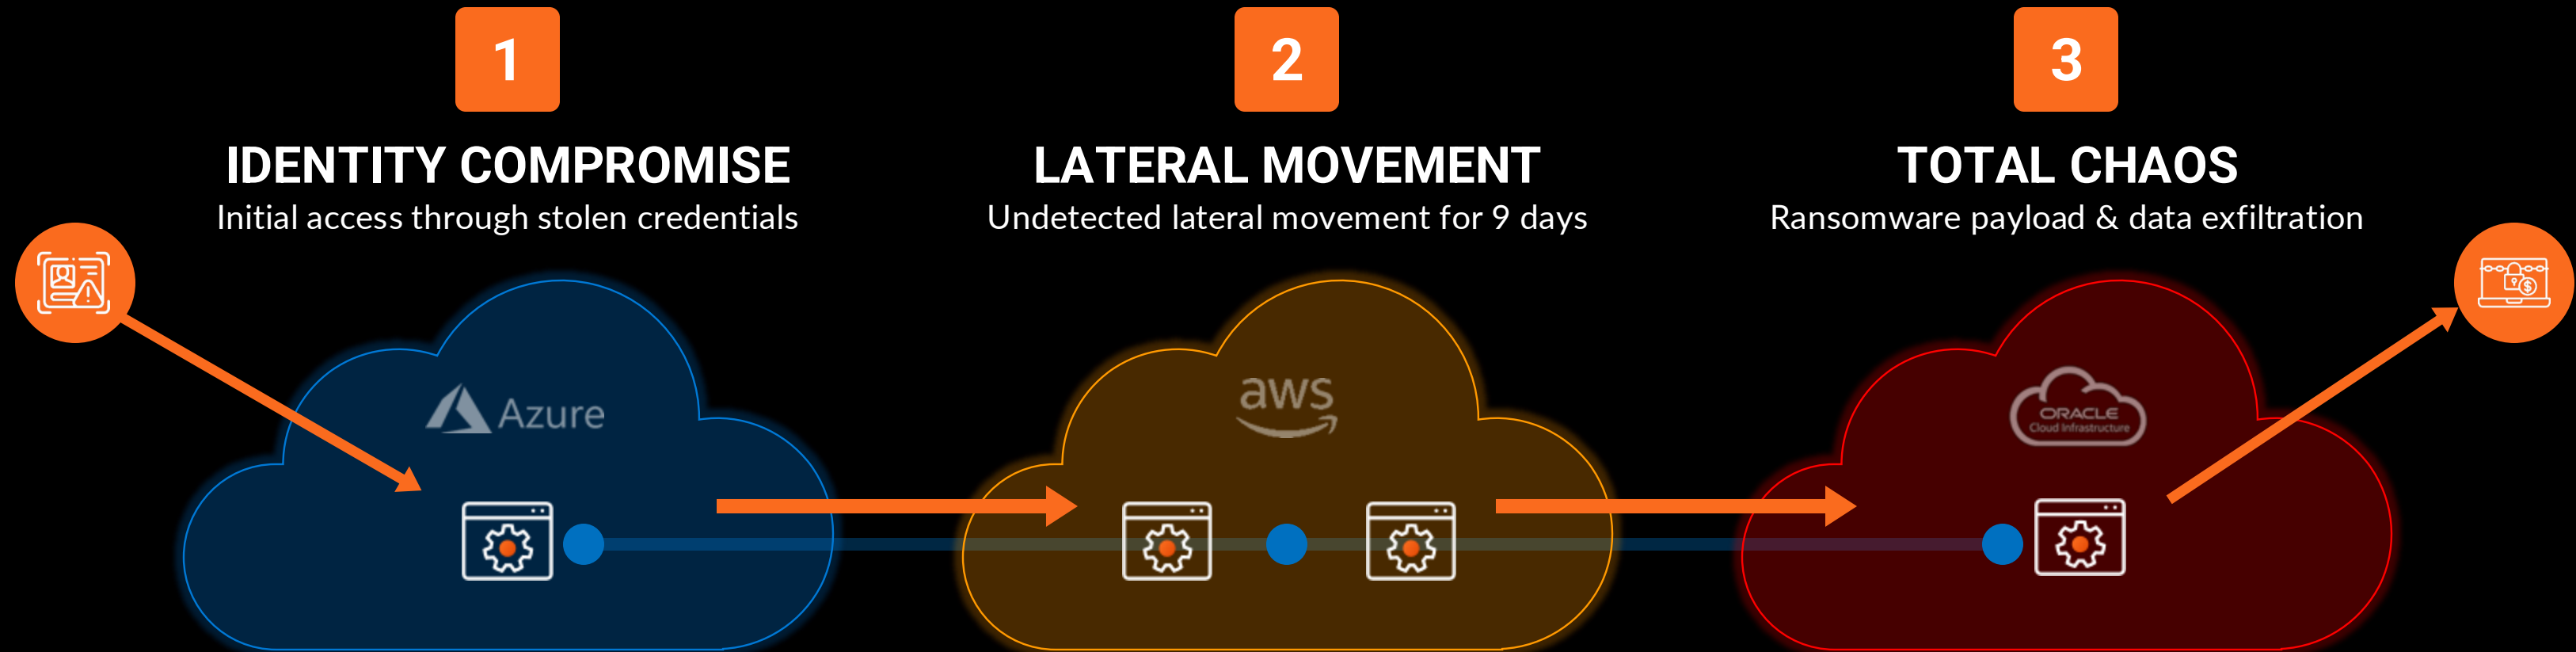 1
IDENTITY COMPROMISE
Initial access through stolen credentials
Azure
2
LATERAL MOVEMENT
Undetected lateral movement for 9 days
aws
3
TOTAL CHAOS
Ransomware payload & data exfiltration
ORACLE
Cloud Infrastructure
$